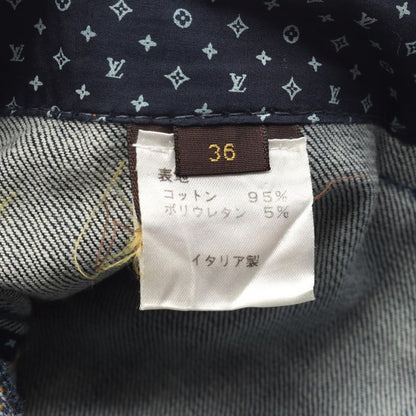 36
表地
コットン 95%
ポリウレタン 5%
イタリア製